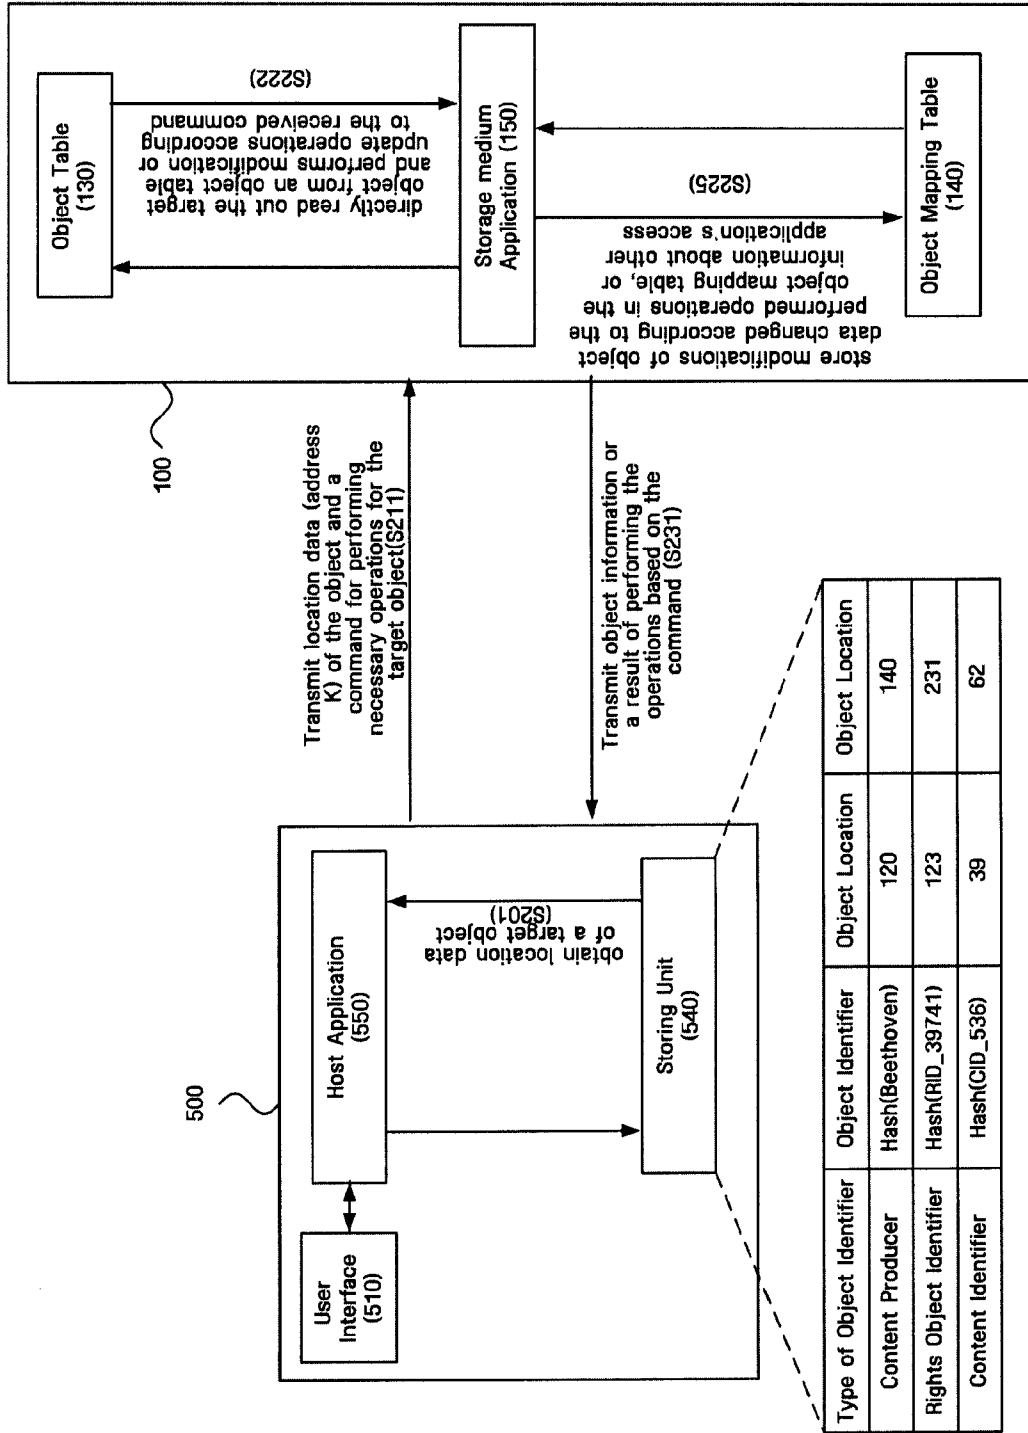 500
User
Interface
(510)
Host Application
(550)
obtain location data
of a target object
(S201)
Storing Unit
(540)
Transmit location data (address
K) of the object and a
command for performing
necessary operations for the
target object(S211)
Transmit object information or
a result of performing the
operations based on the
command (S231)
100
Object Table
(130)
directly read out the target
object from an object table
and performs modification or
update operations according
to the received command
(S222)
Storage medium
Application (150)
store modifications of object
data changed according to the
performed operations in the
object mapping table, or
information about other
application's access
(S225)
Object Mapping Table
(140)
Type of Object Identifier Object Identifier Object Location Object Location
Content Producer Hash(Beethoven) 120 140
Rights Object Identifier Hash(RID_39741) 123 231
Content Identifier Hash(CID_536) 39 62